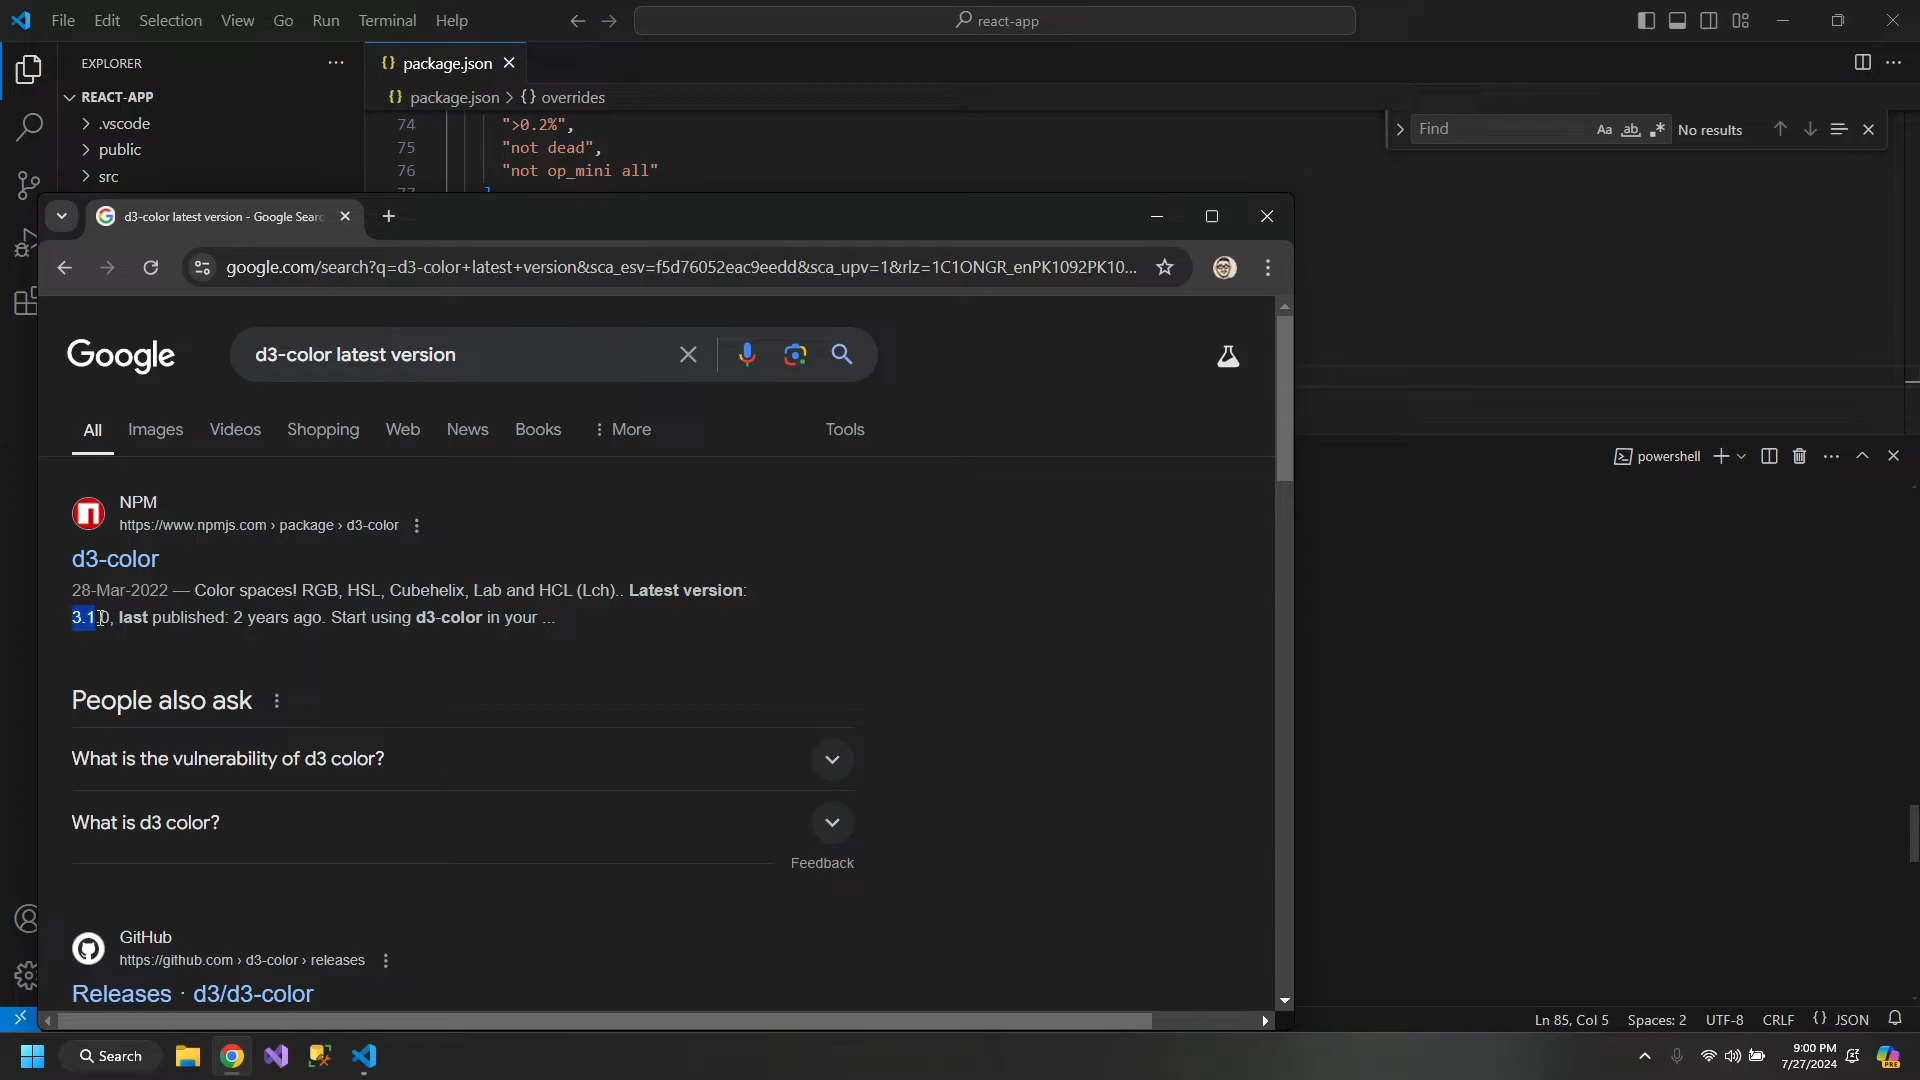 File Edit Selection View Go Run Terminal Help
react-app
EXPLORER
package.json
REACT-APP
package.json > {} overrides
.vscode
public
src
74 ">0.2%",
75 "not dead",
76 "not op_mini all"
77 ]
Find
Aa ab .* No results
d3-color latest version - Google Searc
google.com/search?q=d3-color+latest+version&sca_esv=f5d76052eac9eedd&sca_upv=1&rlz=1C1ONGR_enPK1092PK10...
Google
d3-color latest version
All Images Videos Shopping Web News Books More Tools
powershell
NPM
https://www.npmjs.com › package › d3-color
d3-color
28-Mar-2022 — Color spaces! RGB, HSL, Cubehelix, Lab and HCL (Lch).. Latest version:
3.1.0, last published: 2 years ago. Start using d3-color in your ...
People also ask
What is the vulnerability of d3 color?
What is d3 color?
Feedback
GitHub
https://github.com › d3-color › releases
Releases · d3/d3-color
Ln 85, Col 5 Spaces: 2 UTF-8 CRLF {} JSON
Search
9:00 PM
7/27/2024
PRE